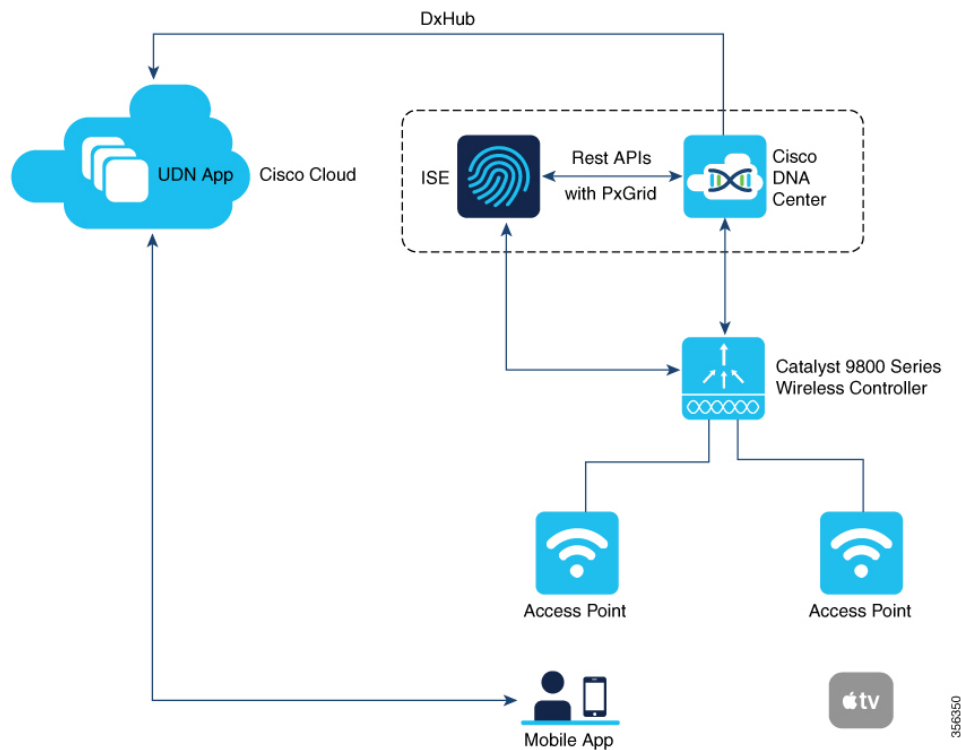 DxHub
UDN App
Cisco Cloud
ISE
Rest APIs
with PxGrid
Cisco
DNA
Center
Catalyst 9800 Series
Wireless Controller
Access Point
Access Point
Mobile App
tv
356350